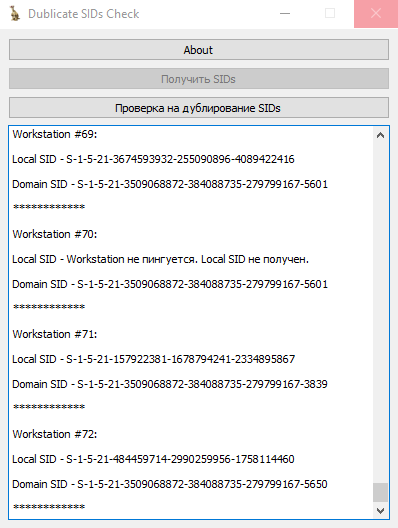 Dublicate SIDs Check
About
Получить SIDs
Проверка на дублирование SIDs
Workstation #69:
Local SID - S-1-5-21-3674593932-255090896-4089422416
Domain SID - S-1-5-21-3509068872-384088735-279799167-5601
************
Workstation #70:
Local SID - Workstation не пингуется. Local SID не получен.
Domain SID - S-1-5-21-3509068872-384088735-279799167-5601
************
Workstation #71:
Local SID - S-1-5-21-157922381-1678794241-2334895867
Domain SID - S-1-5-21-3509068872-384088735-279799167-3839
************
Workstation #72:
Local SID - S-1-5-21-484459714-2990259956-1758114460
Domain SID - S-1-5-21-3509068872-384088735-279799167-5650
************